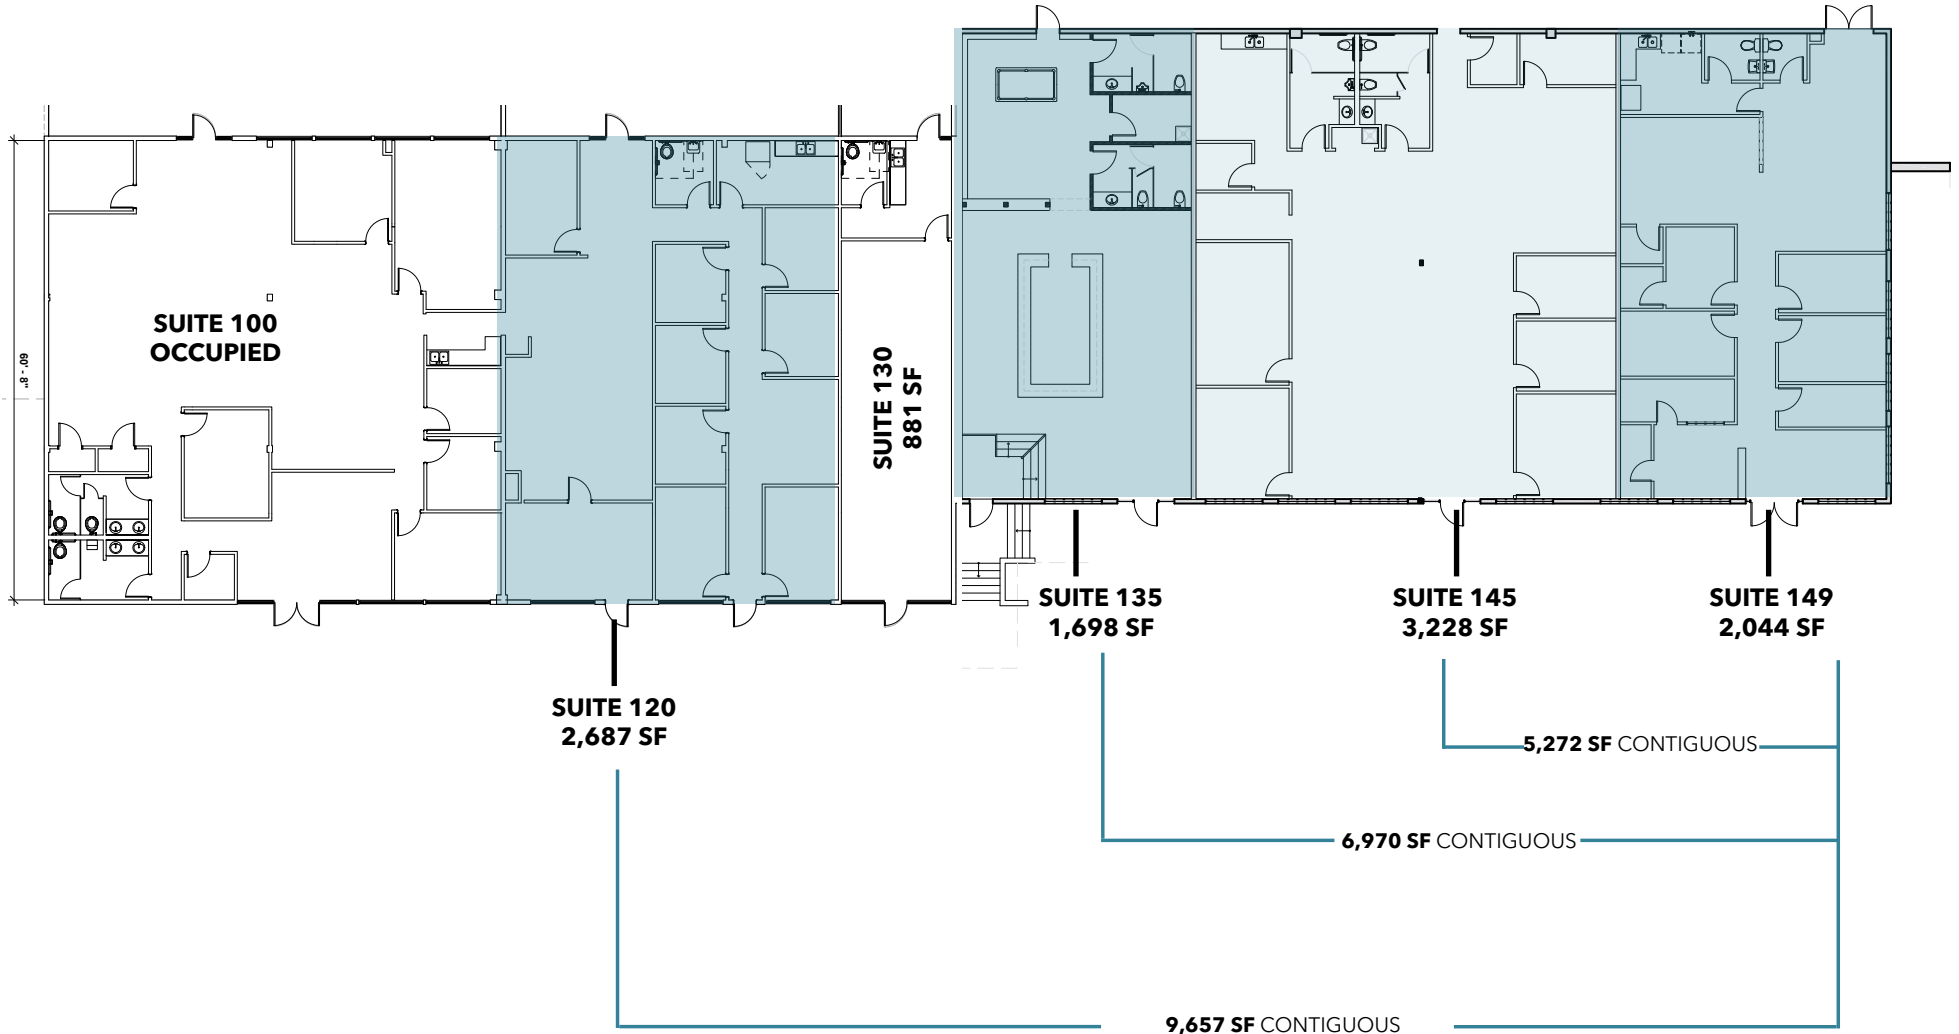 SUITE 100
OCCUPIED
60' - 8"
SUITE 130
881 SF
SUITE 135
1,698 SF
SUITE 145
3,228 SF
SUITE 149
2,044 SF
SUITE 120
2,687 SF
5,272 SF CONTIGUOUS
6,970 SF CONTIGUOUS
9,657 SF CONTIGUOUS